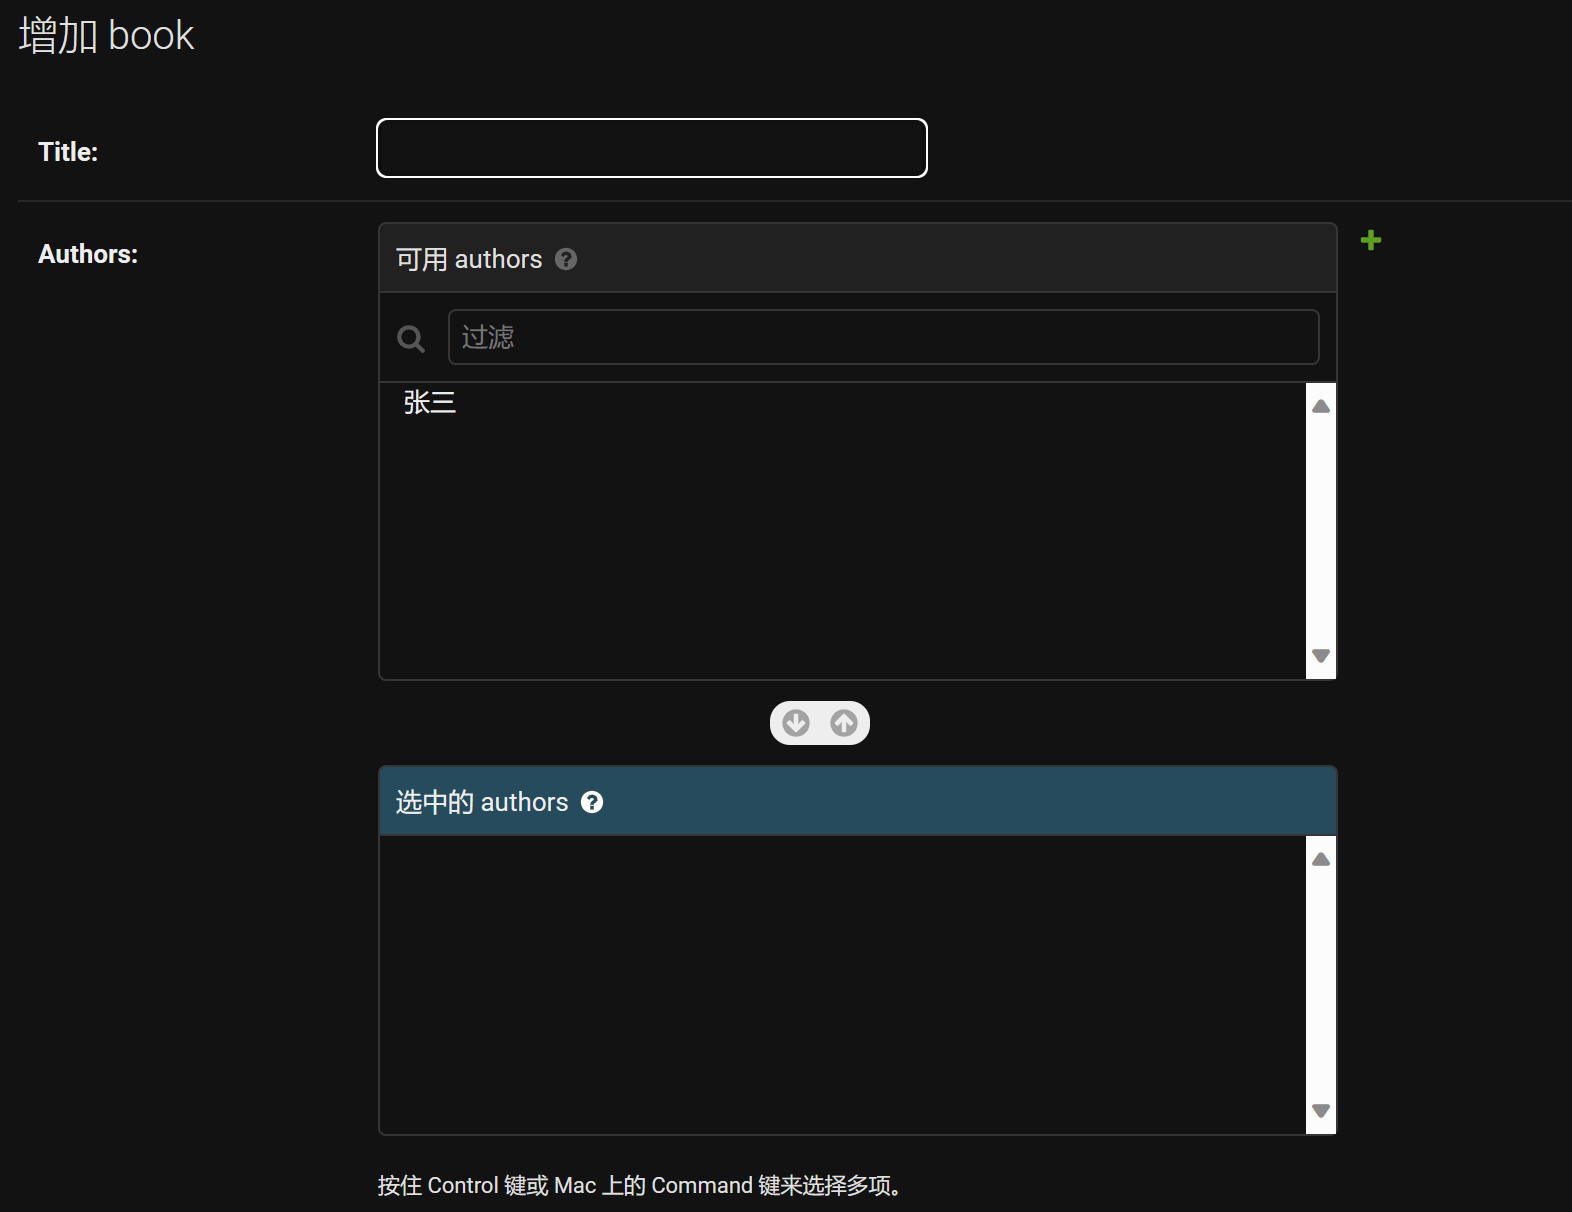 增加 book
Title:
Authors:
可用 authors
过滤
张三
选中的 authors
按住 Control 键或 Mac 上的 Command 键来选择多项。